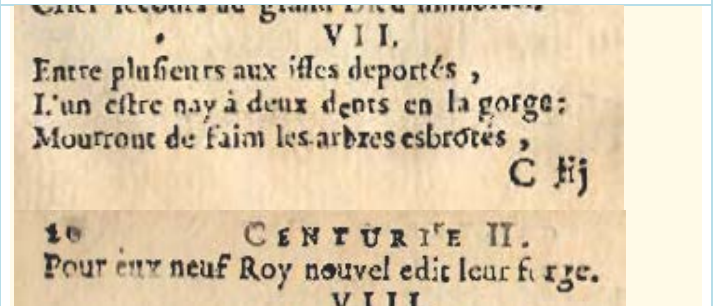 VII.
Entre plusieurs aux isles deportés ,
L'un estre nay à deux dents en la gorge:
Mourront de faim les arbres esbrotés ,
C iij
CENTURIE II.
Pour eux neuf Roy nouvel edit leur forge.
VIII